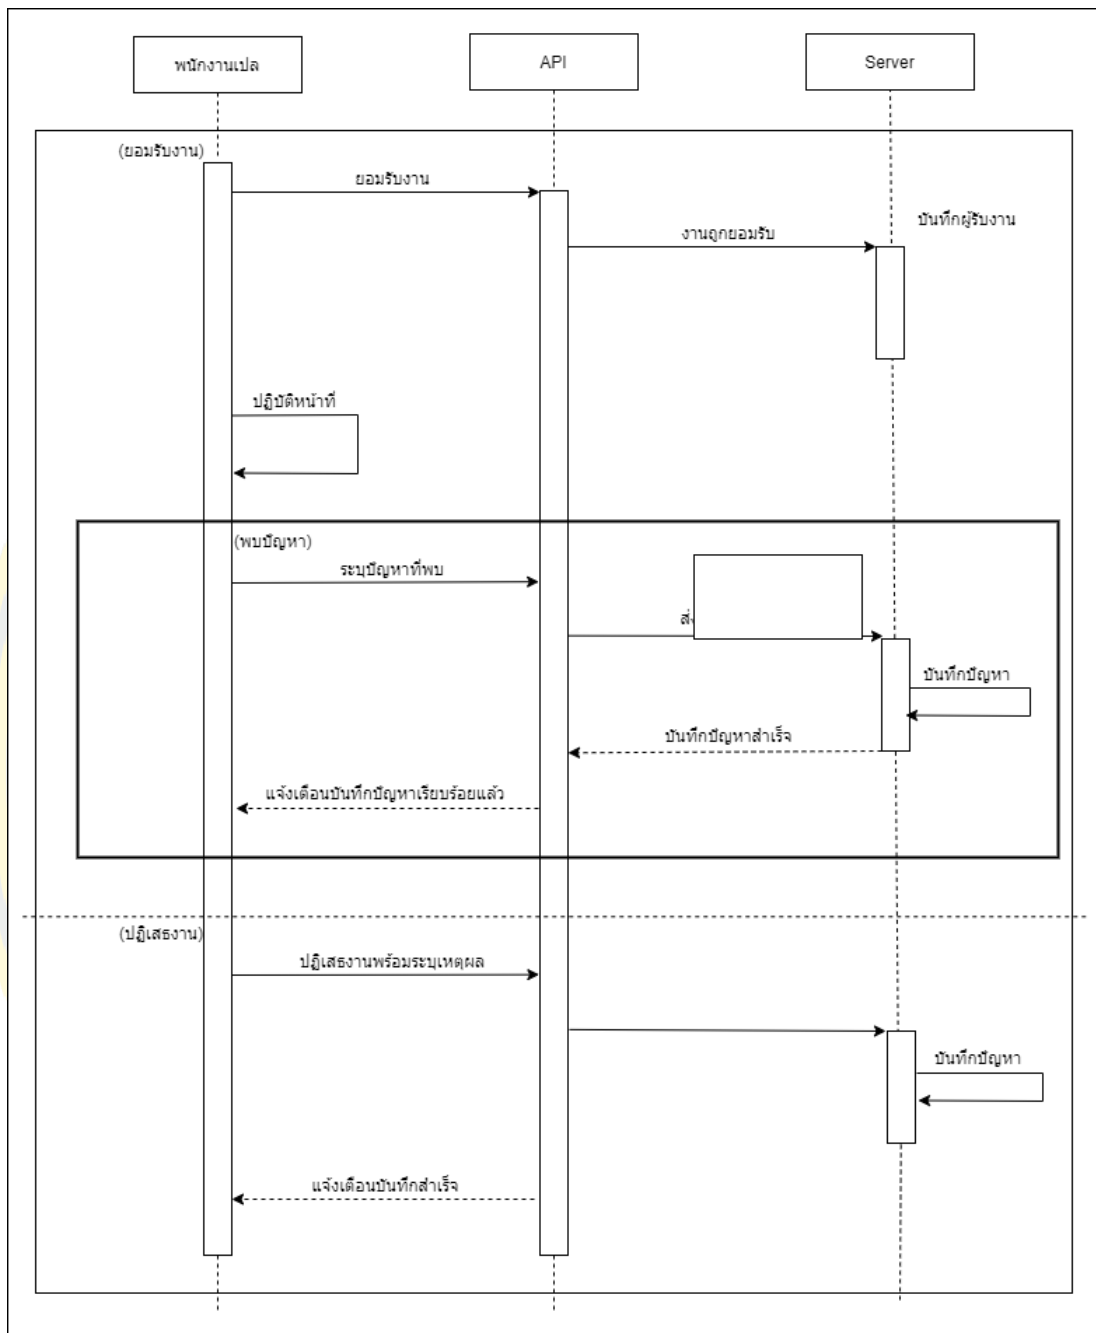 พนักงานเปล
API
Server
(ยอมรับงาน)
ยอมรับงาน
บันทึกผู้รับงาน
งานถูกยอมรับ
ปฏิบัติหน้าที่
(พบปัญหา)
ระบุปัญหาที่พบ
บันทึกปัญหา
บันทึกปัญหาสำเร็จ
แจ้งเตือนบันทึกปัญหาเรียบร้อยแล้ว
(ปฏิเสธงาน)
ปฏิเสธงานพร้อมระบุเหตุผล
บันทึกปัญหา
แจ้งเตือนบันทึกสำเร็จ